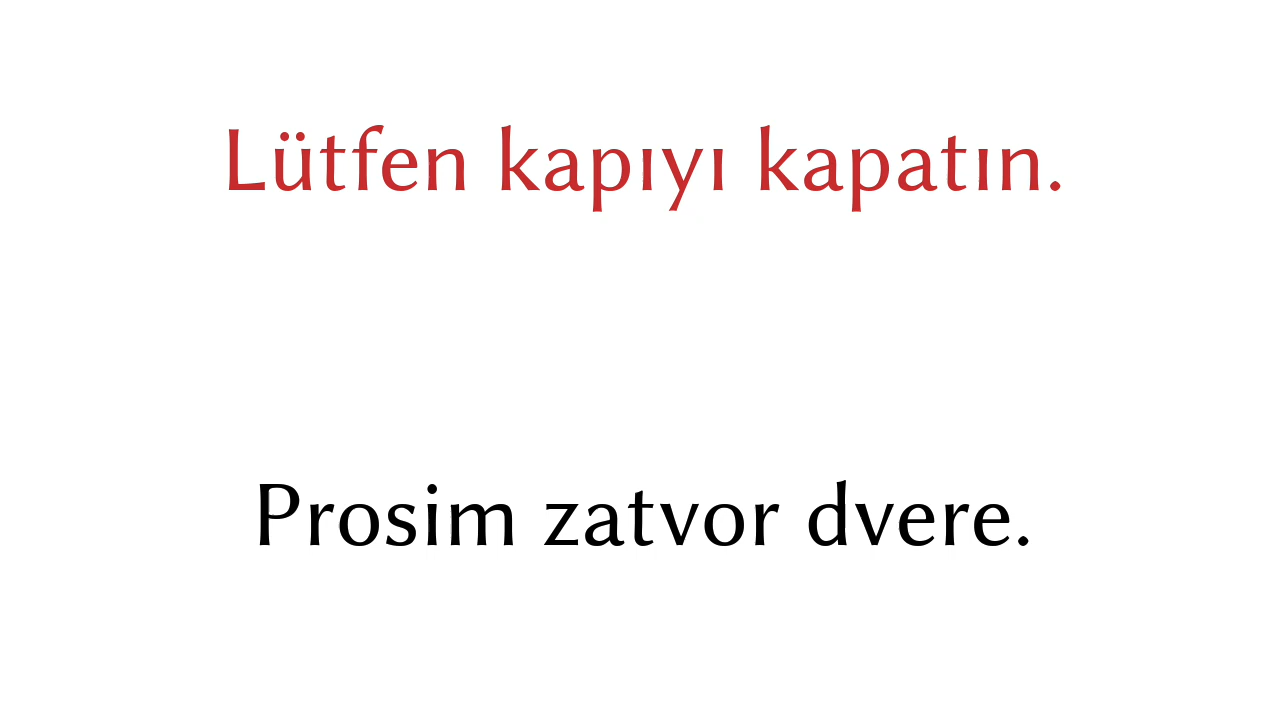 Lütfen kapıyı kapatın.
Prosim zatvor dvere.